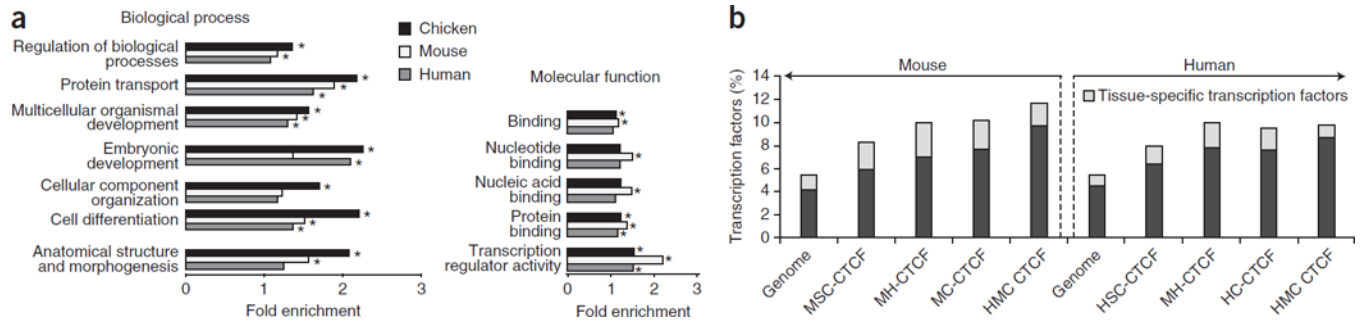 a
Biological process
Regulation of biological
processes
Protein transport
Multicellular organismal
development
Embryonic
development
Cellular component
organization
Cell differentiation
Anatomical structure
and morphogenesis
* * * * * * * * * * * * * * * *
0 1 2 3
Fold enrichment
Chicken
Mouse
Human
Molecular function
Binding
Nucleotide
binding
Nucleic acid
binding
Protein
binding
Transcription
regulator activity
* * * * * * * * * *
0 1 2 3
Fold enrichment
b
Mouse
Human
Transcription factors (%)
14
12
10
8
6
4
2
0
Tissue-specific transcription factors
Genome
MSC-CTCF
MH-CTCF
MC-CTCF
HMC CTCF
Genome
HSC-CTCF
MH-CTCF
HC-CTCF
HMC CTCF